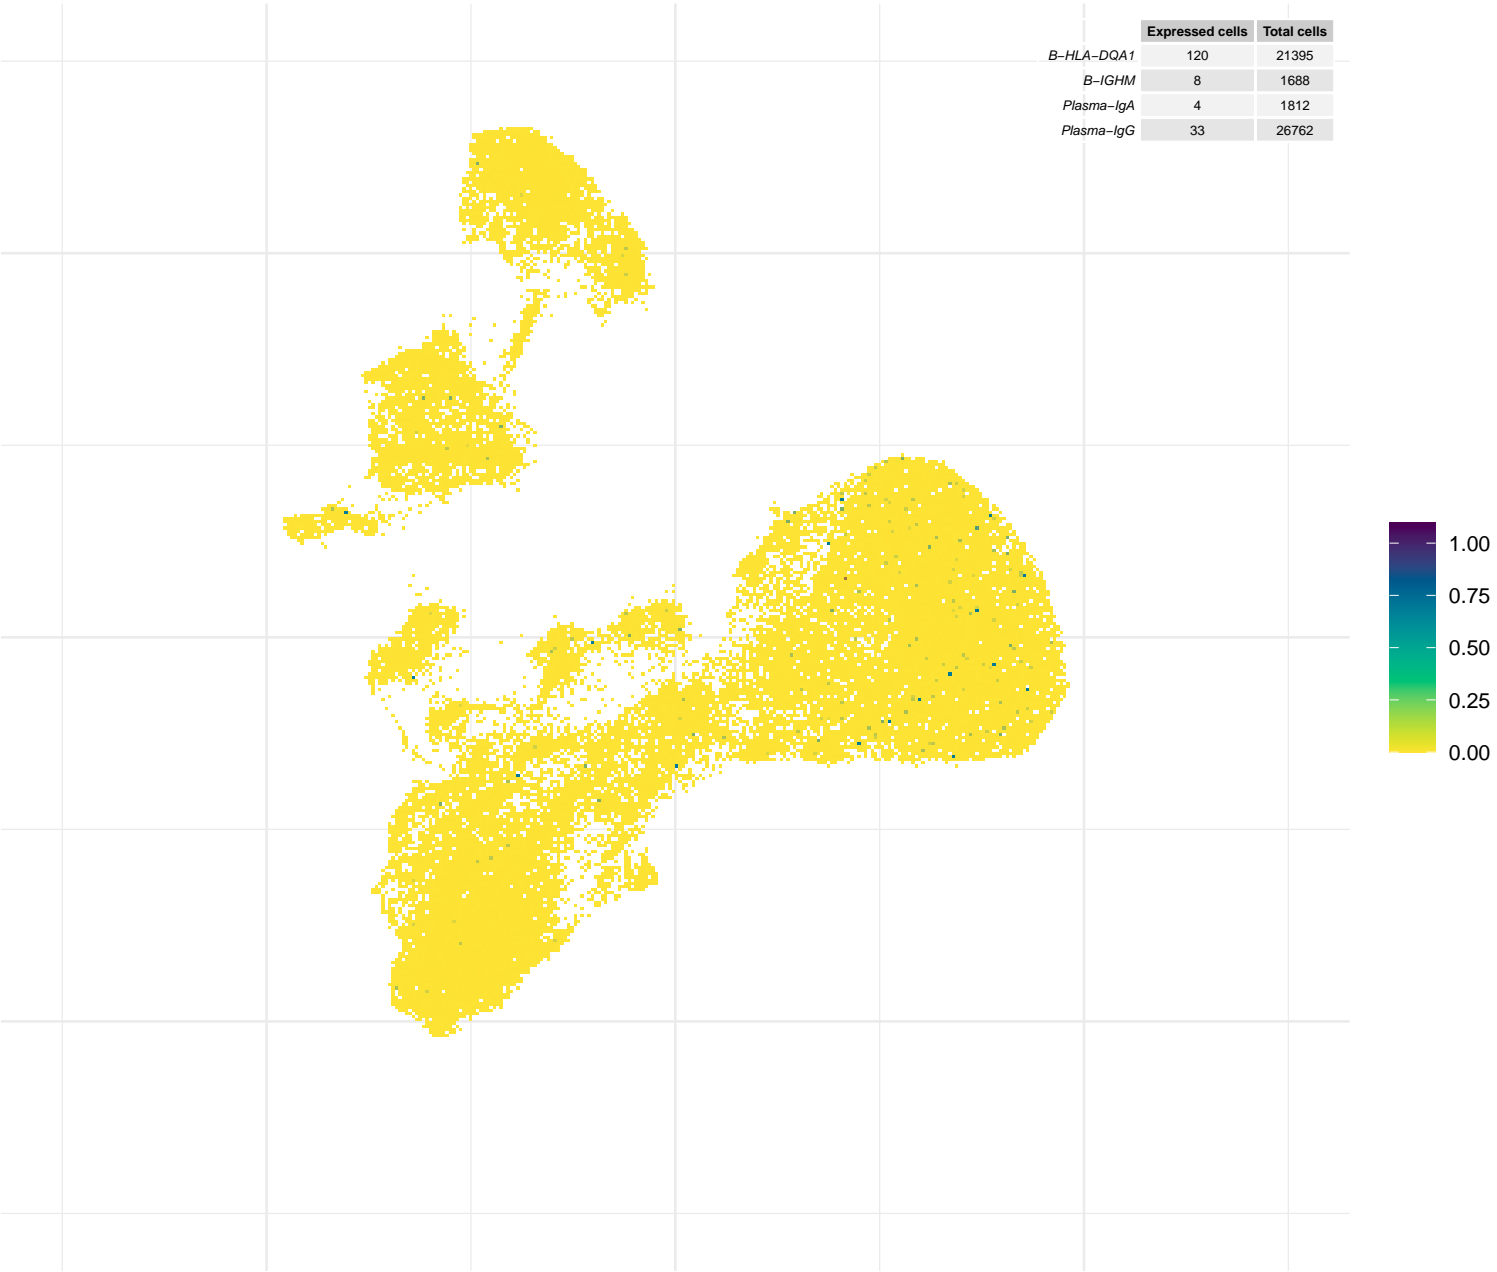 Expressed cells Total cells
B−HLA−DQA1 120 21395
B−IGHM 8 1688
Plasma−IgA 4 1812
Plasma−IgG 33 26762
1.00
0.75
0.50
0.25
0.00